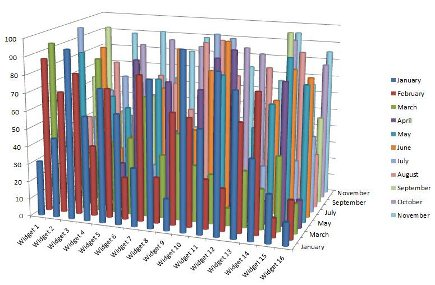 100
90
80
70
60
50
40
30
20
10
0
Widget 1
Widget 2
Widget 3
Widget 4
Widget 5
Widget 6
Widget 7
Widget 8
Widget 9
Widget 10
Widget 11
Widget 12
Widget 13
Widget 14
Widget 15
Widget 16
November
September
July
May
March
January
January
February
March
April
May
June
July
August
September
October
November